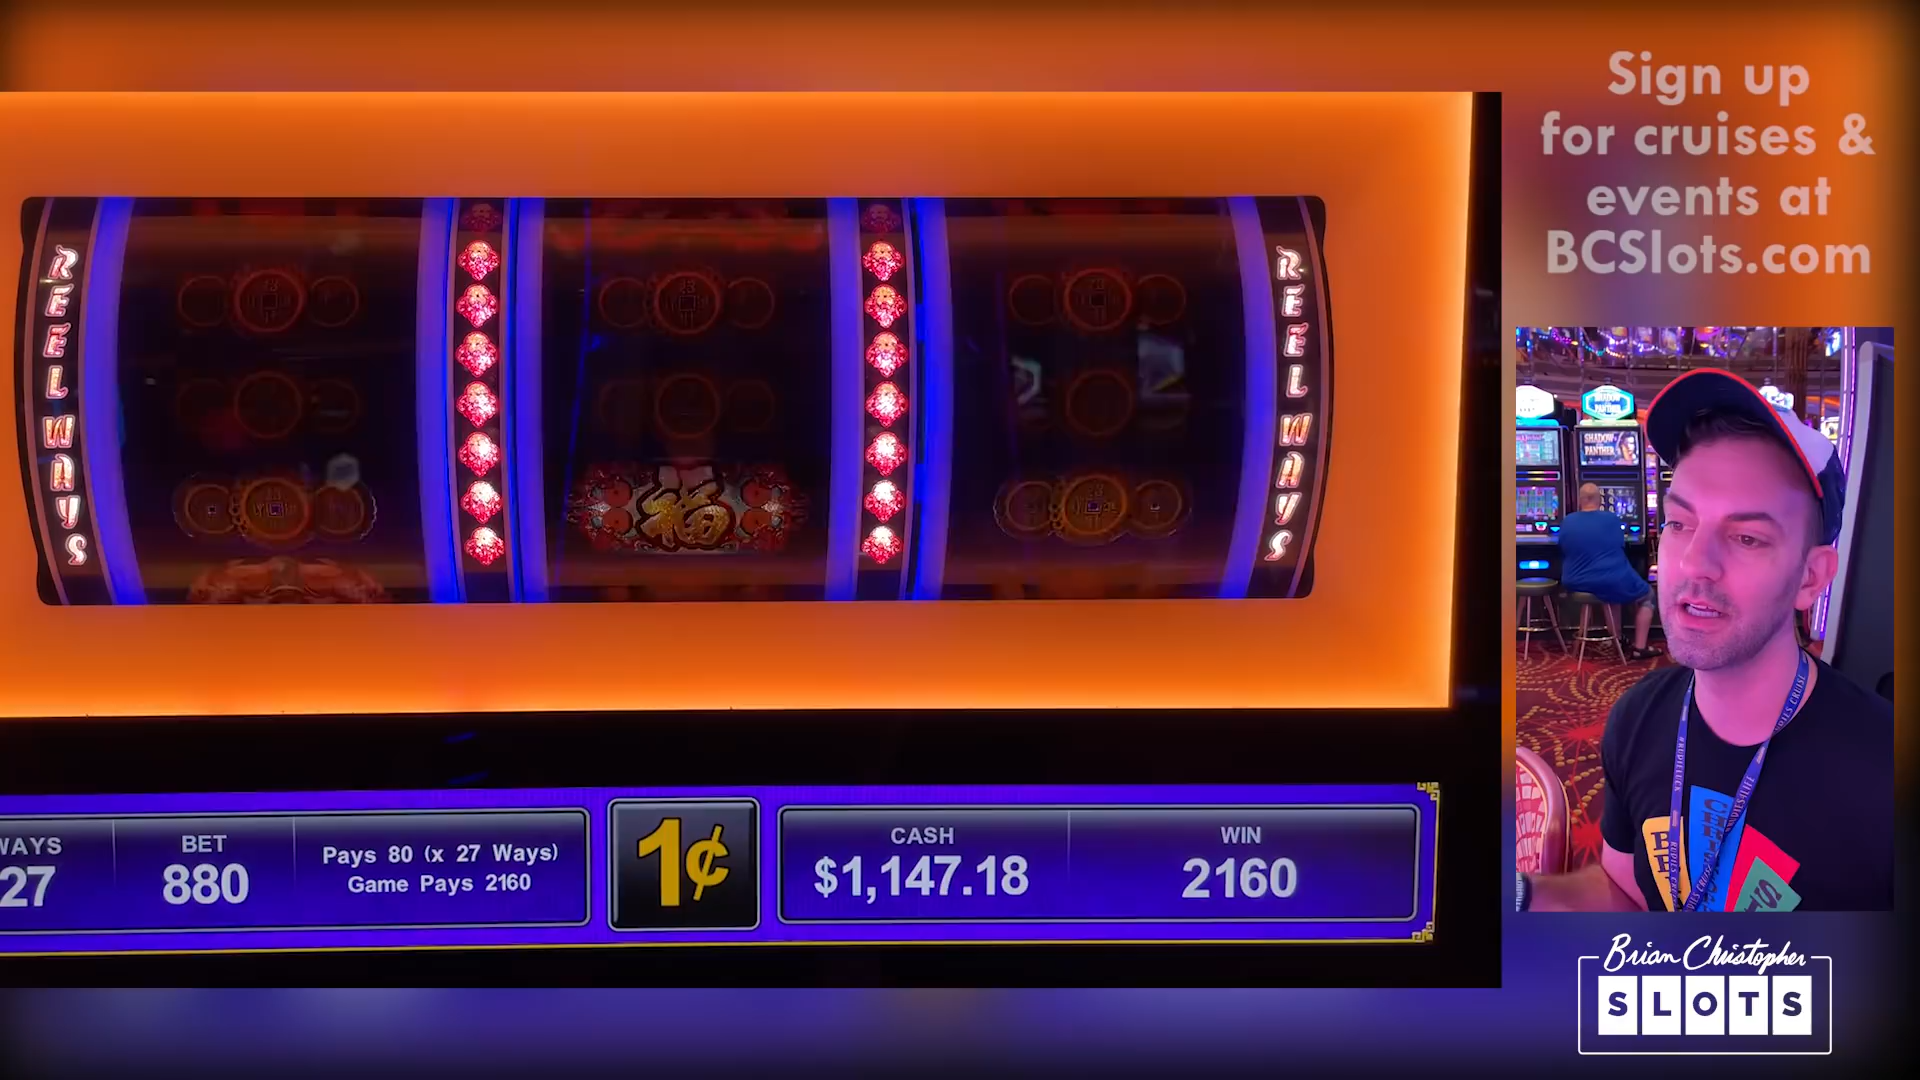 Sign up
for cruises &
events at
BCSlots.com
REEL WAYS
REEL WAYS
福
WAYS
27
BET
880
Pays 80 (x 27 Ways)
Game Pays 2160
1¢
CASH
$1,147.18
WIN
2160
SHADOW
PANTHER
Brian Christopher
SLOTS